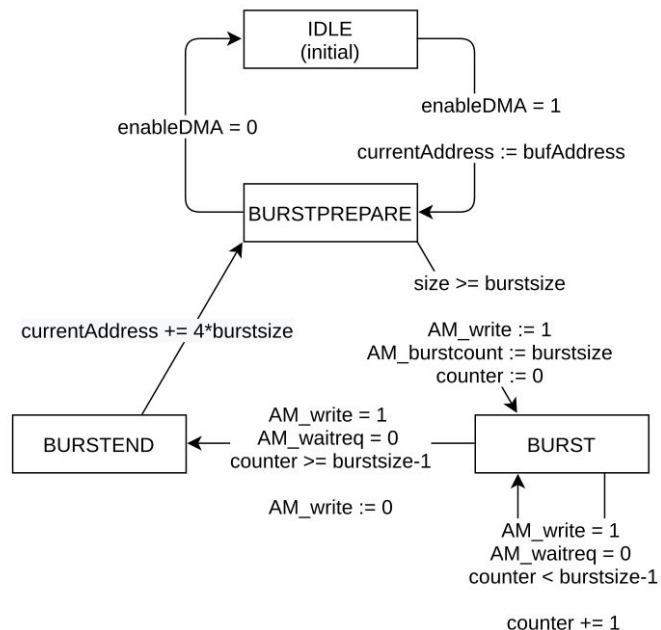 IDLE
(initial)
enableDMA = 1
enableDMA = 0
currentAddress := bufAddress
BURSTPREPARE
size >= burstsize
currentAddress += 4*burstsize
AM_write := 1
AM_burstcount := burstsize
counter := 0
BURSTEND
AM_write = 1
AM_waitreq = 0
counter >= burstsize-1
AM_write := 0
BURST
AM_write = 1
AM_waitreq = 0
counter < burstsize-1
counter += 1